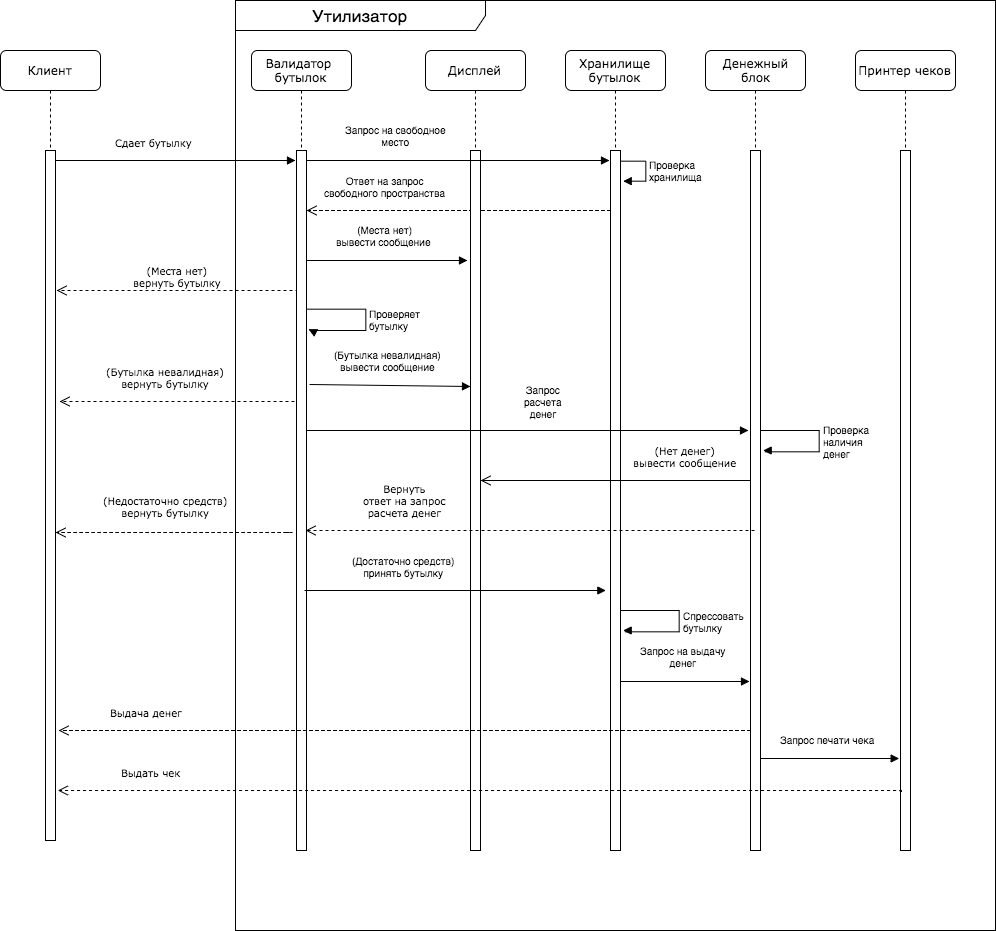 Утилизатор
Клиент
Валидатор
бутылок
Дисплей
Хранилище
бутылок
Денежный
блок
Принтер чеков
Сдает бутылку
Запрос на свободное
место
Проверка
хранилища
Ответ на запрос
свободного пространства
(Места нет)
вывести сообщение
(Места нет)
вернуть бутылку
Проверяет
бутылку
(Бутылка невалидная)
вывести сообщение
(Бутылка невалидная)
вернуть бутылку
Запрос
расчета
денег
Проверка
наличия
денег
(Нет денег)
вывести сообщение
Вернуть
ответ на запрос
расчета денег
(Недостаточно средств)
вернуть бутылку
(Достаточно средств)
принять бутылку
Спрессовать
бутылку
Запрос на выдачу
денег
Выдача денег
Запрос печати чека
Выдать чек